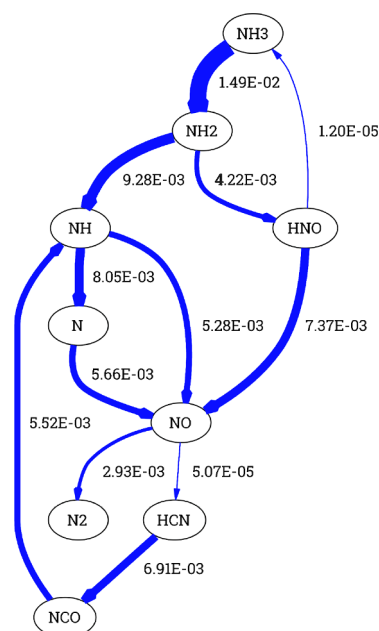 NH3
1.49E-02
NH2
1.20E-05
9.28E-03
4.22E-03
NH
HNO
8.05E-03
N
5.28E-03
7.37E-03
5.66E-03
5.52E-03
NO
2.93E-03
5.07E-05
N2
HCN
6.91E-03
NCO